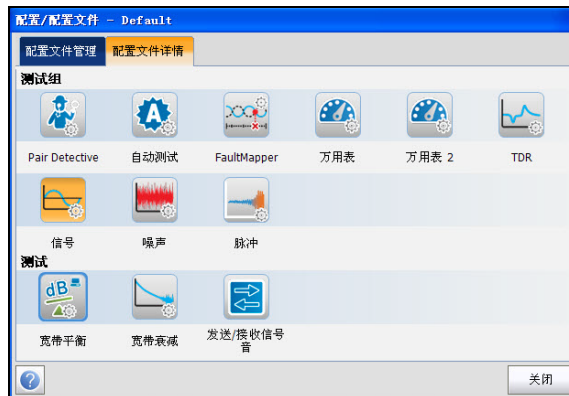 配置/配置文件 – Default
配置文件管理 配置文件详情
测试组
Pair Detective 自动测试 FaultMapper 万用表 万用表 2 TDR
信号 噪声 脉冲
测试
dB
宽带平衡 宽带衰减 发送/接收信号音
关闭